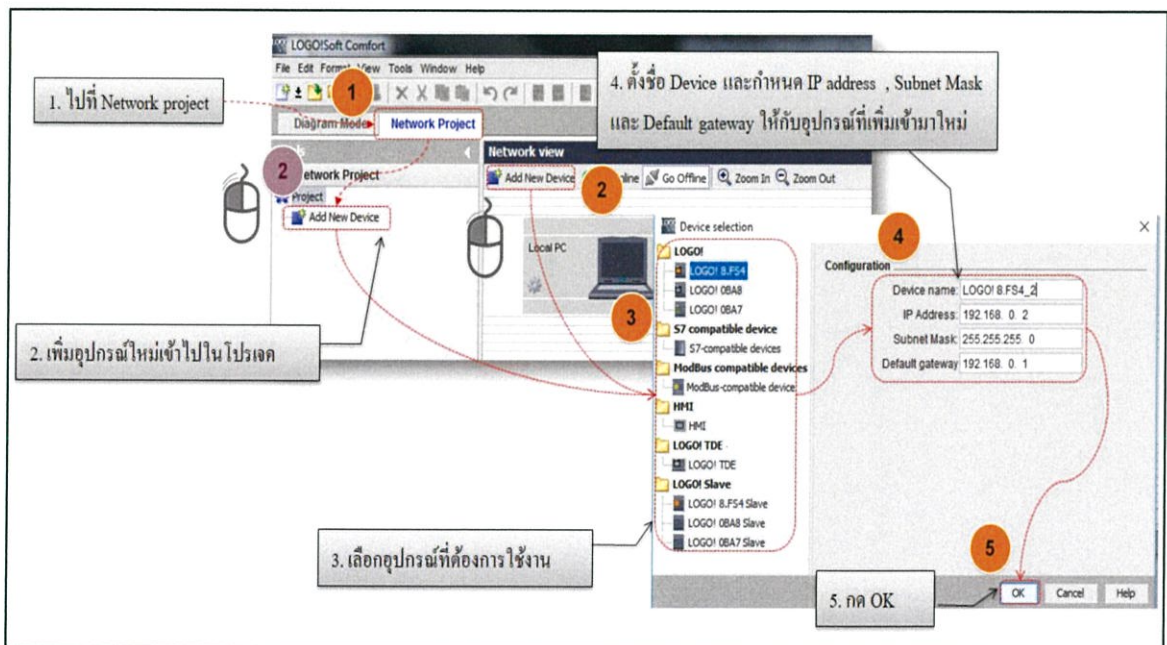 LOGO!Soft Comfort
File Edit Format View Tools Window Help
1. ไปที่ Network project
1
Diagram Mode
Network Project
4. ตั้งชื่อ Device และกำหนด IP address , Subnet Mask
และ Default gateway ให้กับอุปกรณ์ที่เพิ่มเข้ามาใหม่
2
Network Project
Project
Add New Device
Network view
Add New Device
2
Go Offline
Zoom In
Zoom Out
Local PC
2. เพิ่มอุปกรณ์ใหม่เข้าไปในโปรเจค
Device selection
LOGO!
LOGO! 8.FS4
LOGO! 0BA8
LOGO! 0BA7
3
S7 compatible device
S7-compatible devices
ModBus compatible devices
ModBus-compatible device
HMI
HMI
LOGO! TDE
LOGO! TDE
LOGO! Slave
LOGO! 8.FS4 Slave
LOGO! 0BA8 Slave
LOGO! 0BA7 Slave
3. เลือกอุปกรณ์ที่ต้องการใช้งาน
4
Configuration
Device name: LOGO! 8.FS4_2
IP Address: 192.168. 0. 2
Subnet Mask: 255.255.255. 0
Default gateway 192.168. 0. 1
5
5. กด OK
OK
Cancel
Help